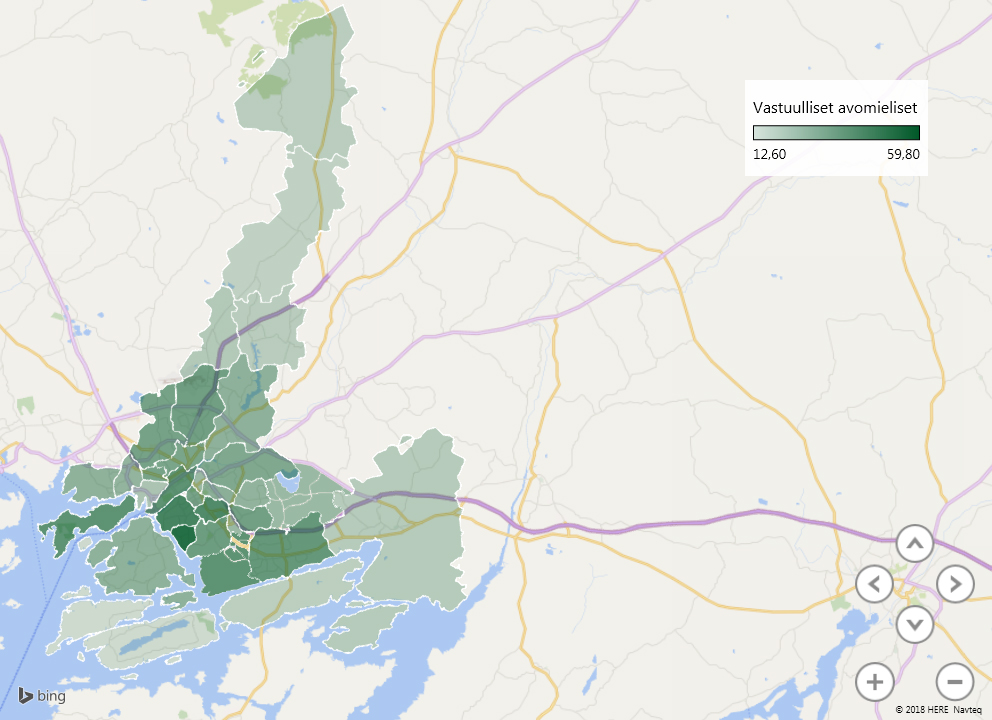 Vastuulliset avomieliset
12,60 59,80
bing
© 2018 HERE Navteq